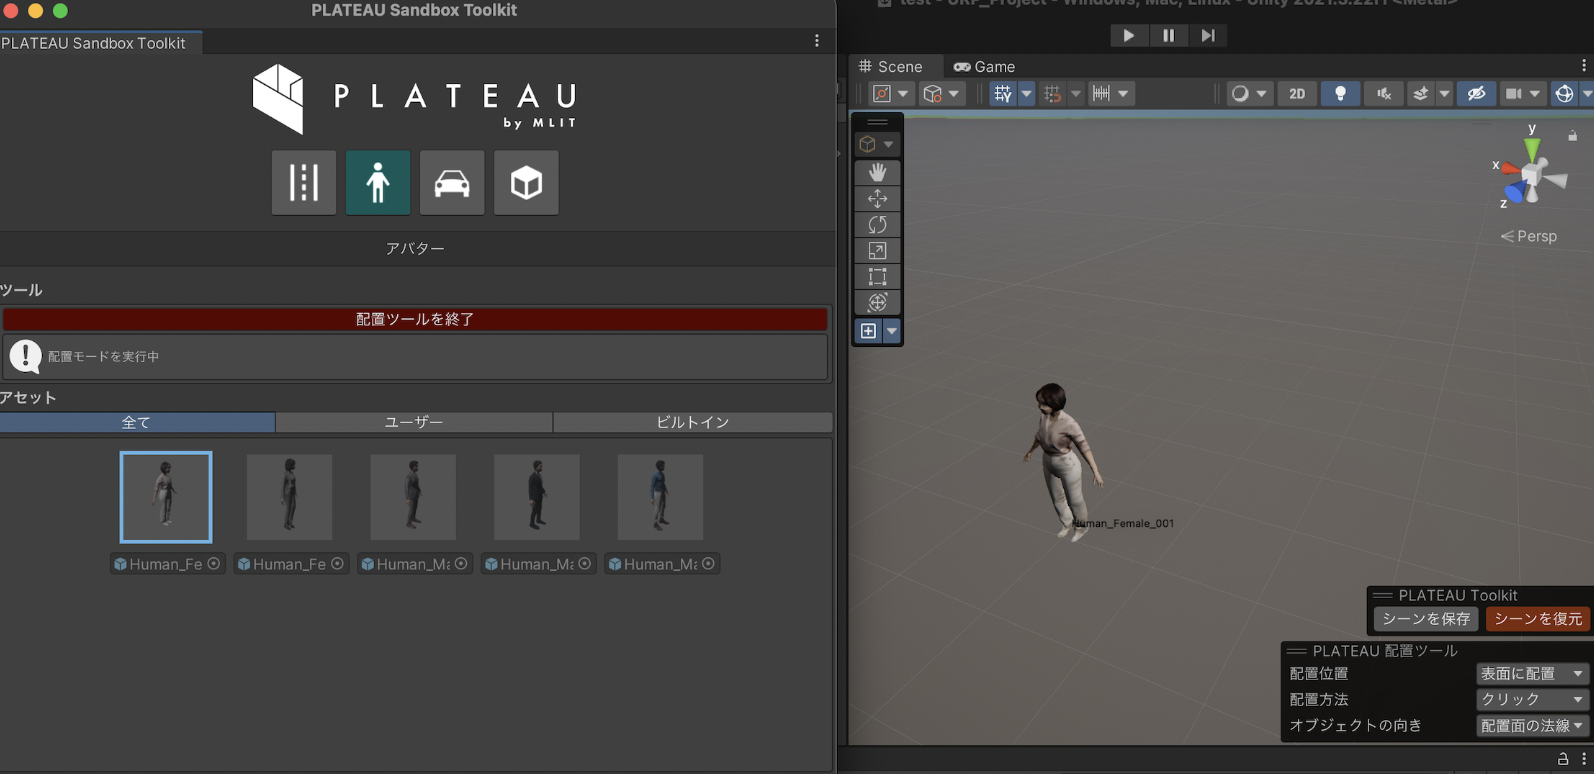 PLATEAU Sandbox Toolkit
PLATEAU Sandbox Toolkit
PLATEAU
by MLIT
アバター
ツール
配置ツールを終了
配置モードを実行中
アセット
全て
ユーザー
ビルトイン
Human_Fe
Human_Fe
Human_Ma
Human_Ma
Human_Ma
Scene
Game
2D
y
x
z
Persp
Human_Female_001
PLATEAU Toolkit
シーンを保存
シーンを復元
PLATEAU 配置ツール
配置位置
表面に配置
配置方法
クリック
オブジェクトの向き
配置面の法線